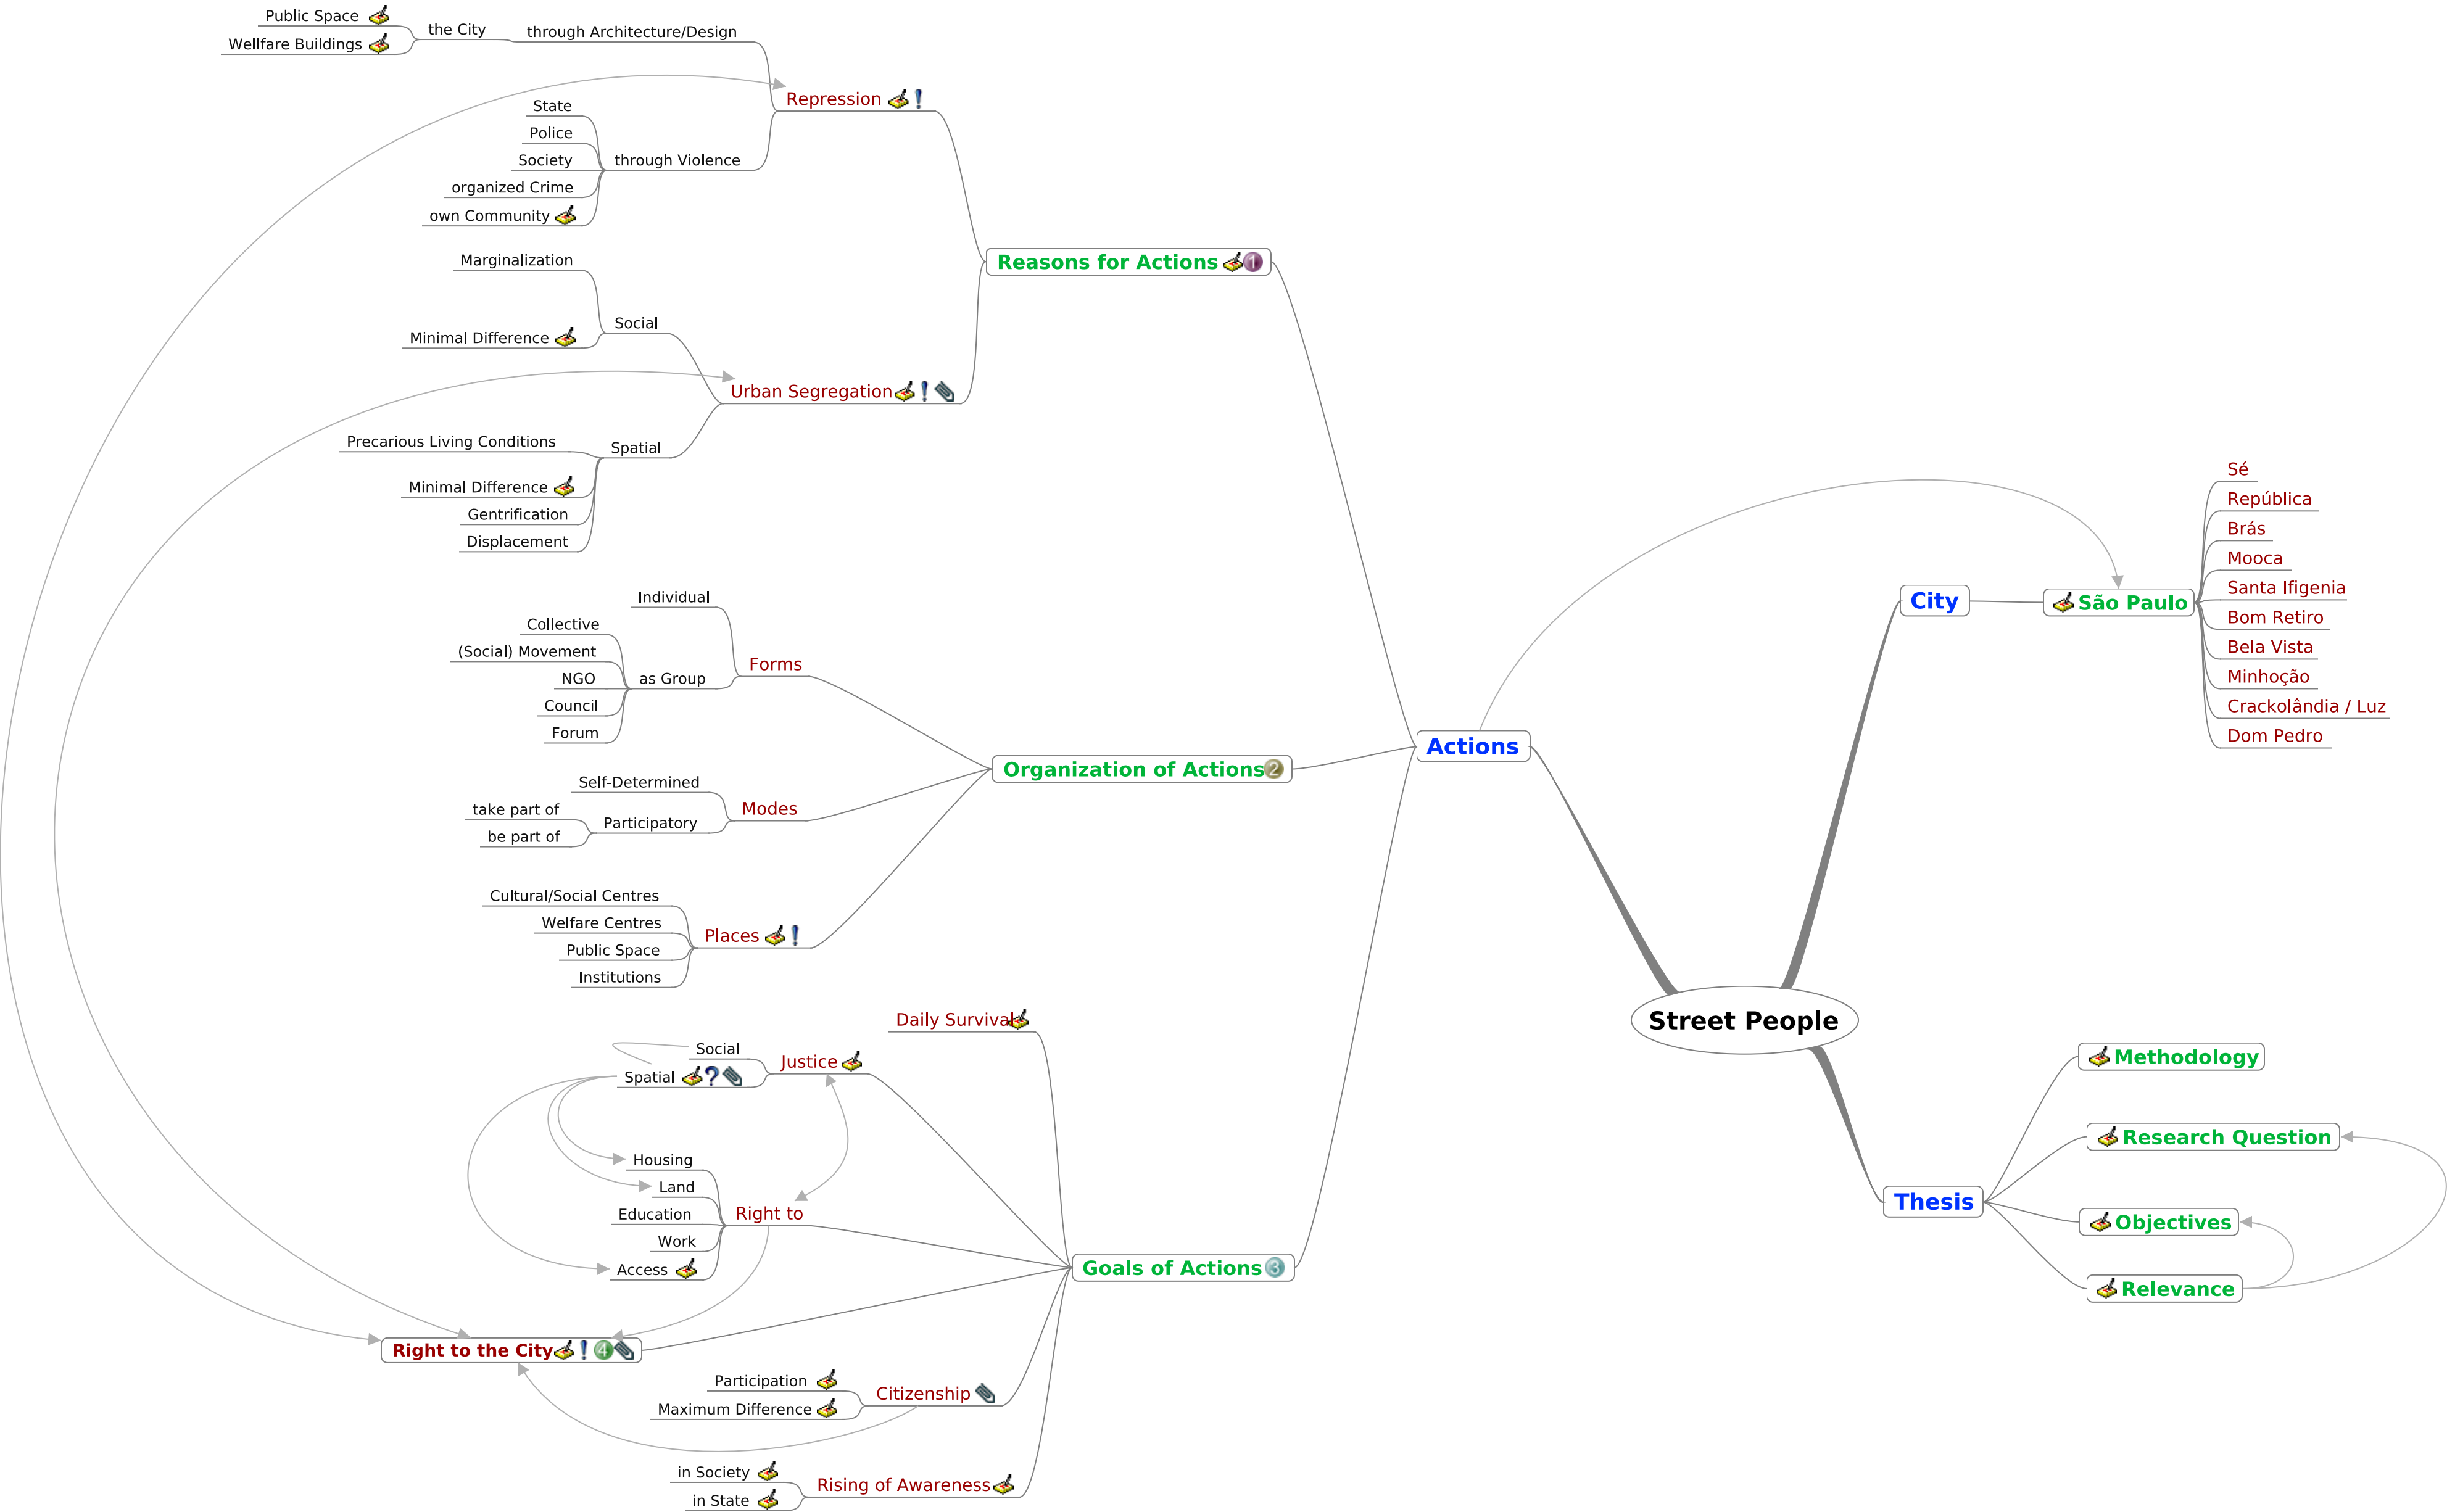 Street People
City
São Paulo
Sé
República
Brás
Mooca
Santa Ifigenia
Bom Retiro
Bela Vista
Minhoção
Crackolândia / Luz
Dom Pedro
Thesis
Methodology
Research Question
Objectives
Relevance
Actions
Reasons for Actions 1
Repression !
through Architecture/Design
the City
Public Space
Wellfare Buildings
through Violence
State
Police
Society
organized Crime
own Community
Urban Segregation !
Social
Marginalization
Minimal Difference
Spatial
Precarious Living Conditions
Minimal Difference
Gentrification
Displacement
Organization of Actions 2
Forms
Individual
as Group
Collective
(Social) Movement
NGO
Council
Forum
Modes
Self-Determined
Participatory
take part of
be part of
Places !
Cultural/Social Centres
Welfare Centres
Public Space
Institutions
Goals of Actions 3
Daily Survival
Justice
Social
Spatial ?
Right to
Housing
Land
Education
Work
Access
Right to the City ! 4
Citizenship
Participation
Maximum Difference
Rising of Awareness
in Society
in State